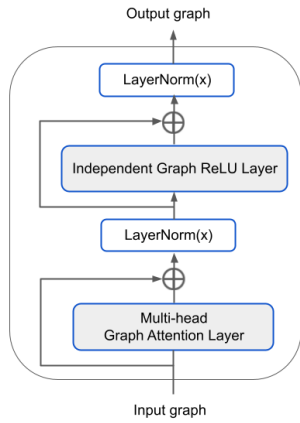 Output graph
LayerNorm(x)
Independent Graph ReLU Layer
LayerNorm(x)
Multi-head
Graph Attention Layer
Input graph